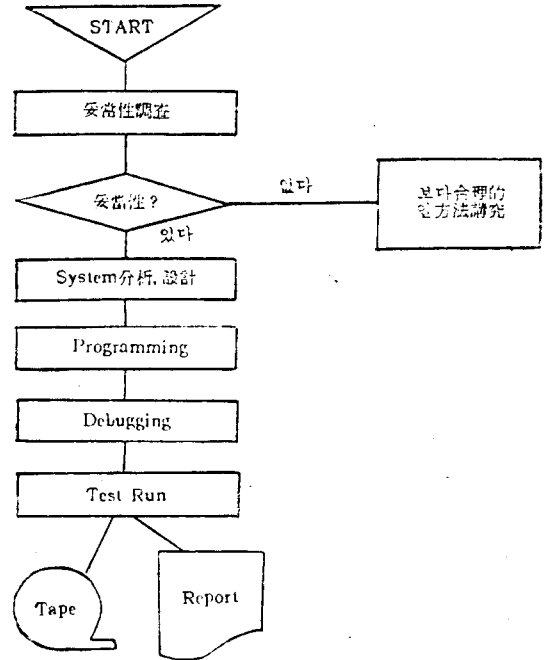 START
妥當性調査
妥當性?
없다
보다合理的
인方法講究
있다
System分析, 設計
Programming
Debugging
Test Run
Tape
Report